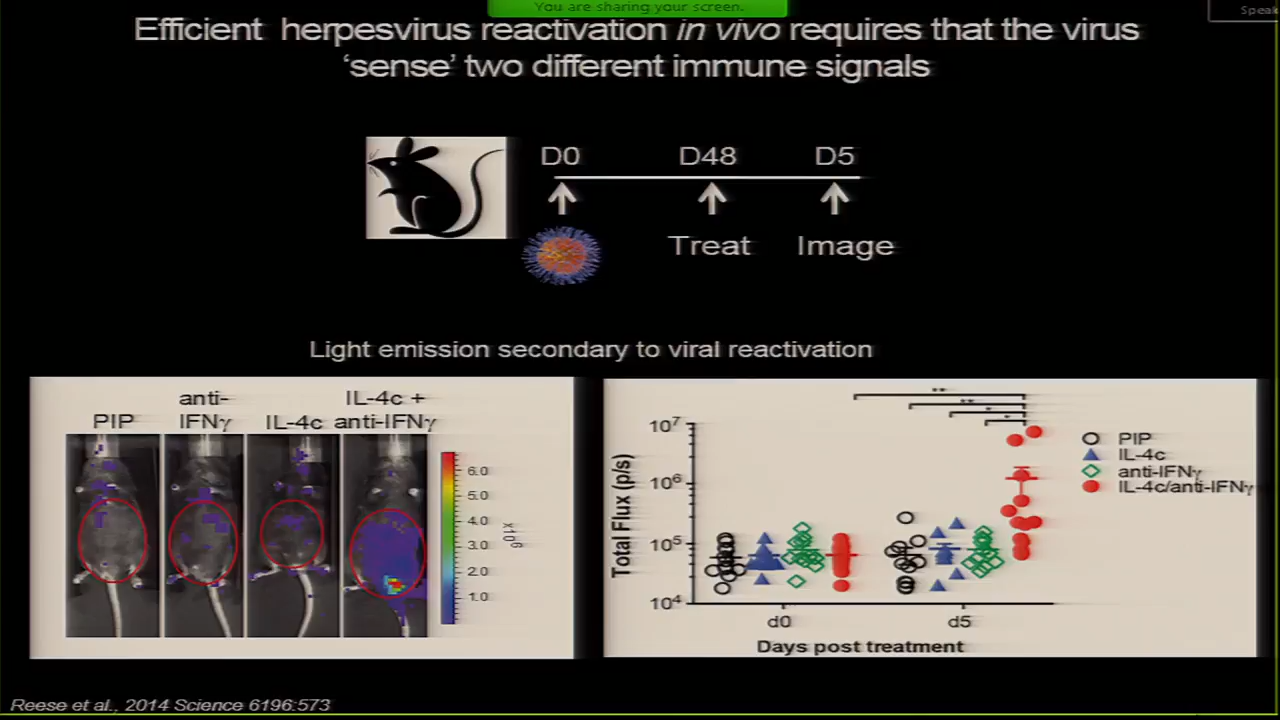 You are sharing your screen.
Speak
Efficient herpesvirus reactivation in vivo requires that the virus
‘sense’ two different immune signals
D0 D48 D5
Treat Image
Light emission secondary to viral reactivation
PIP anti-IFNγ IL-4c IL-4c + anti-IFNγ
6.0
5.0
4.0
3.0
2.0
1.0
x10⁶
** 
**
*
*
Total Flux (p/s)
10⁷
10⁶
10⁵
10⁴
d0 d5
Days post treatment
PIP
IL-4c
anti-IFNγ
IL-4c/anti-IFNγ
Reese et al., 2014 Science 6196:573